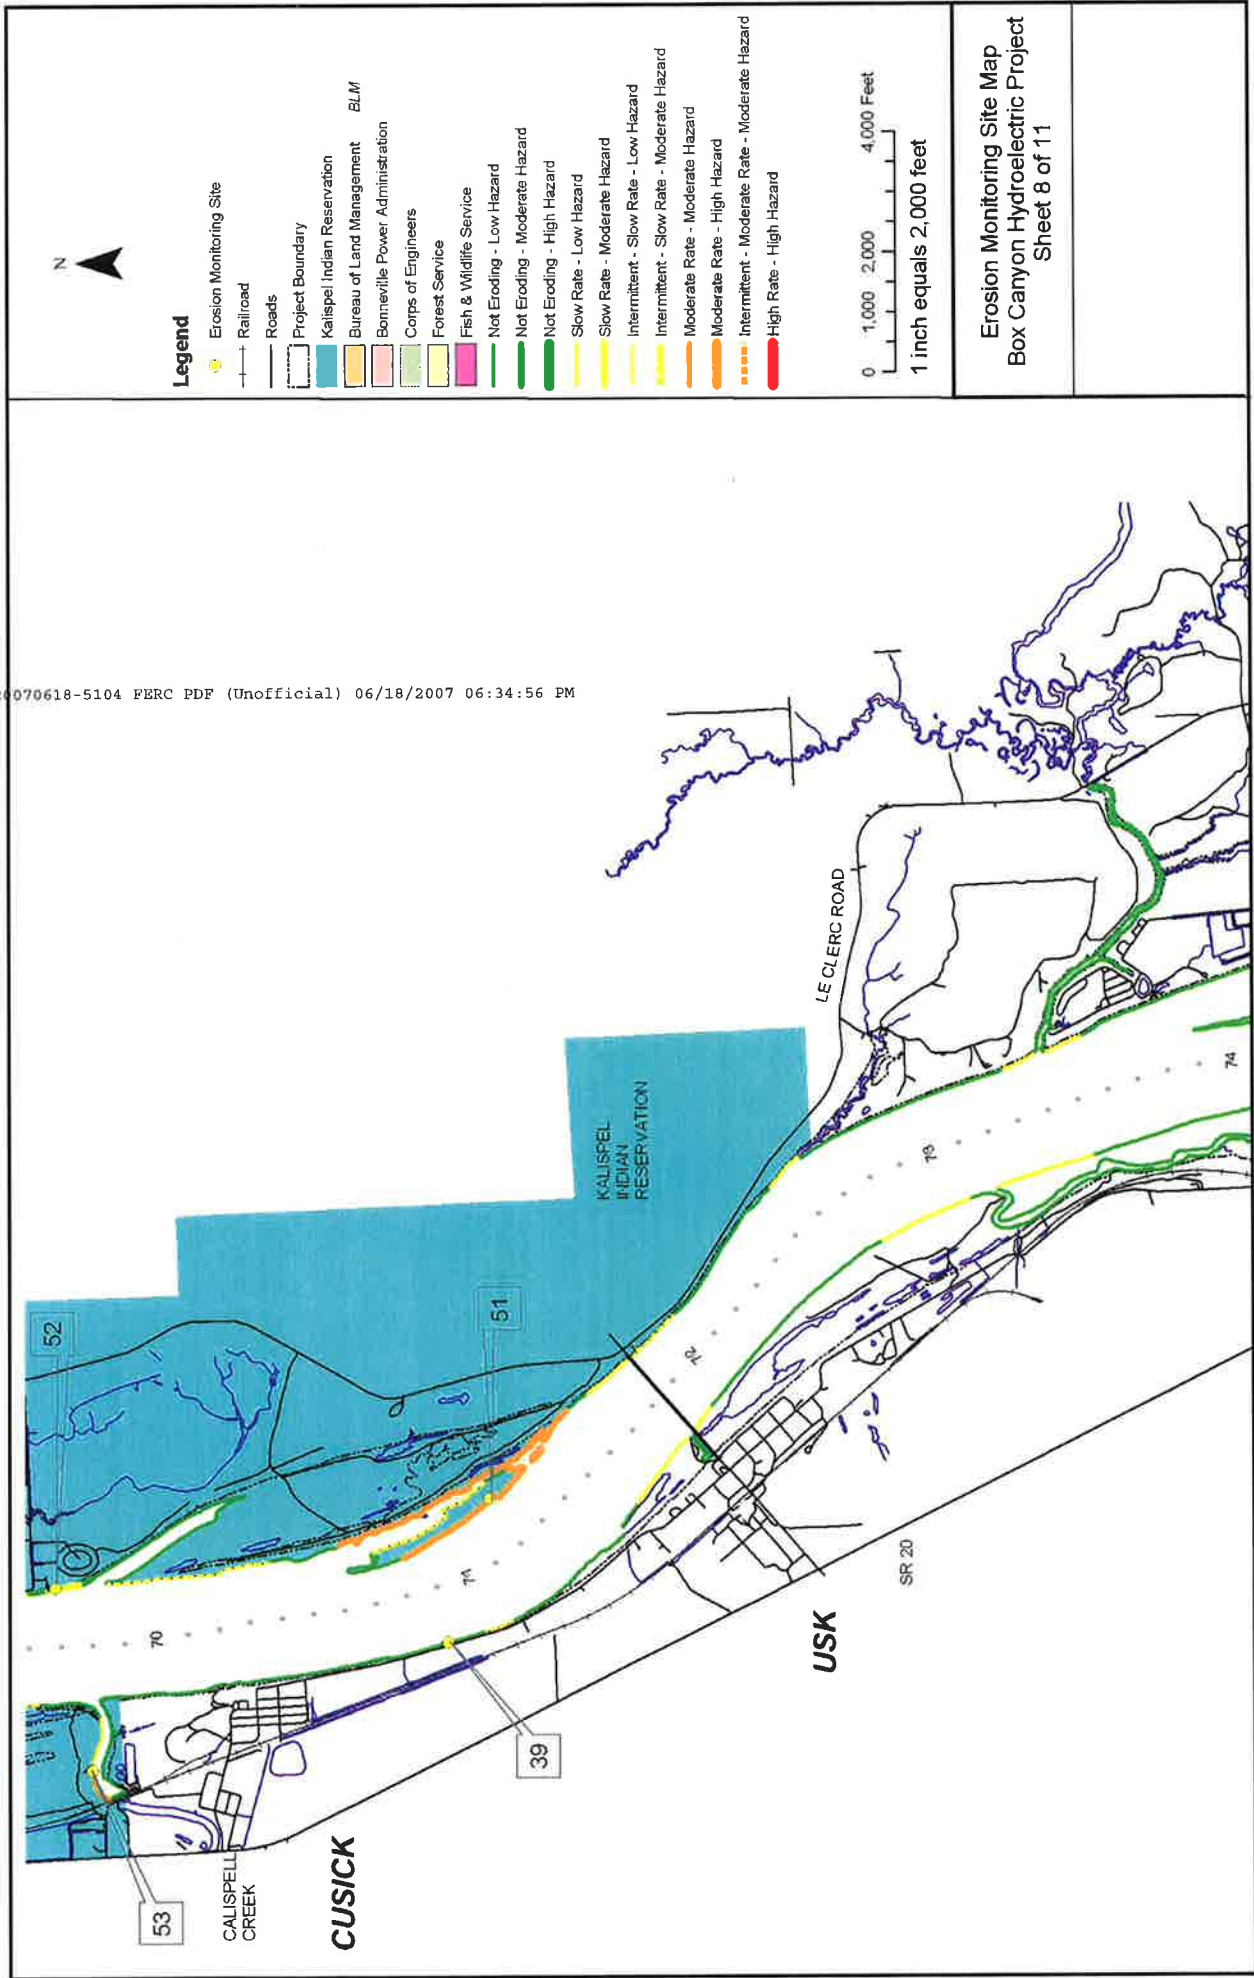 20070618-5104 FERC PDF (Unofficial) 06/18/2007 06:34:56 PM
53
CALISPELL
CREEK
CUSICK
39
70
71
52
51
KALISPEL
INDIAN
RESERVATION
72
USK
SR 20
73
LE CLERC ROAD
74
N
Legend
Erosion Monitoring Site
Railroad
Roads
Project Boundary
Kalispel Indian Reservation
Bureau of Land Management BLM
Bonneville Power Administration
Corps of Engineers
Forest Service
Fish & Wildlife Service
Not Eroding - Low Hazard
Not Eroding - Moderate Hazard
Not Eroding - High Hazard
Slow Rate - Low Hazard
Slow Rate - Moderate Hazard
Intermittent - Slow Rate - Low Hazard
Intermittent - Slow Rate - Moderate Hazard
Moderate Rate - Moderate Hazard
Moderate Rate - High Hazard
Intermittent - Moderate Rate - Moderate Hazard
High Rate - High Hazard
0 1,000 2,000 4,000 Feet
1 inch equals 2,000 feet
Erosion Monitoring Site Map
Box Canyon Hydroelectric Project
Sheet 8 of 11